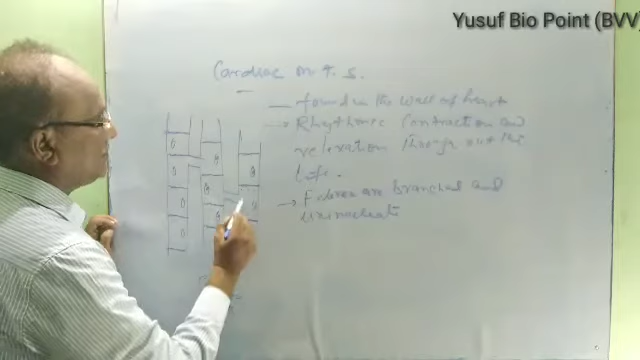 Yusuf Bio Point (BVV)
Cardiac m. t. s.
— found in the wall of heart
→ Rhythmic Contraction and
relaxation through out the
life.
→ Fibers are branched and
Uninucleate